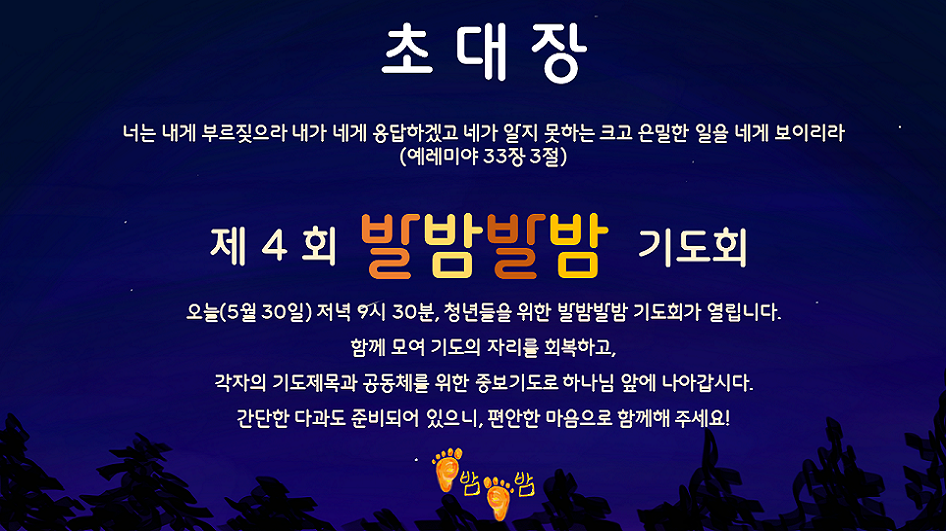 초대장
너는 내게 부르짖으라 내가 네게 응답하겠고 네가 알지 못하는 크고 은밀한 일을 네게 보이리라
(예레미야 33장 3절)
제 4 회 발밤발밤 기도회
오늘(5월 30일) 저녁 9시 30분, 청년들을 위한 발밤발밤 기도회가 열립니다.
함께 모여 기도의 자리를 회복하고,
각자의 기도제목과 공동체를 위한 중보기도로 하나님 앞에 나아갑시다.
간단한 다과도 준비되어 있으니, 편안한 마음으로 함께해 주세요!
밤 밤